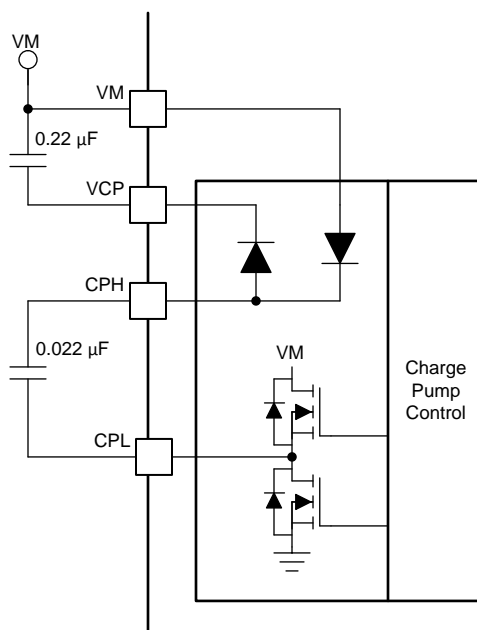 VM
VM
0.22 µF
VCP
CPH
0.022 µF
VM
Charge
Pump
Control
CPL